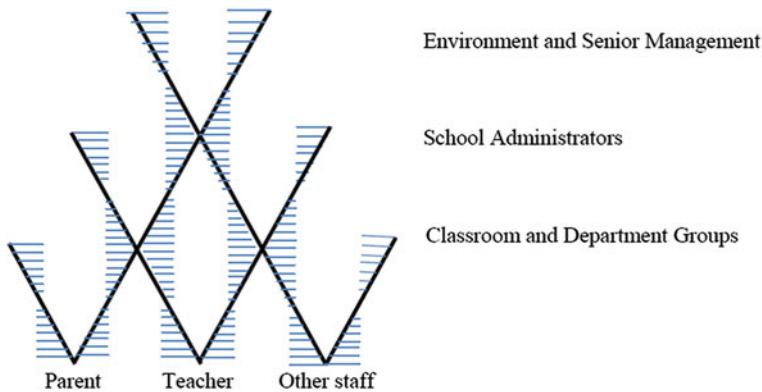 Environment and Senior Management
School Administrators
Classroom and Department Groups
Parent Teacher Other staff